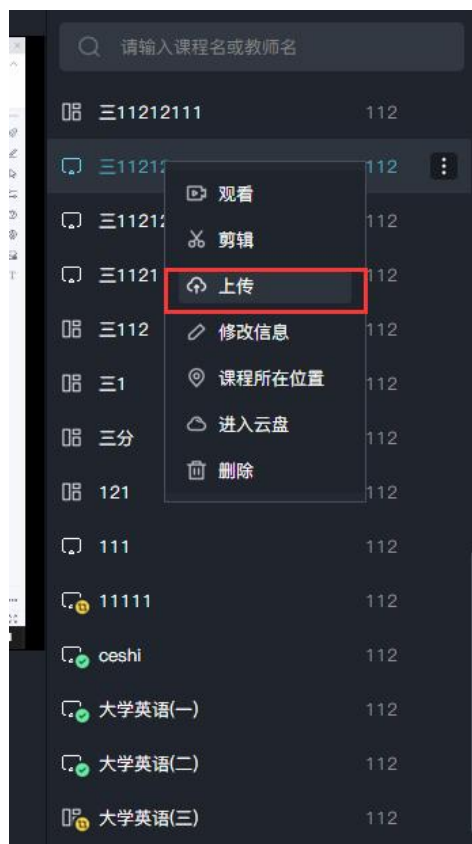 请输入课程名或教师名
三11212111 112
三11212 112
观看
三11212 112
剪辑
三1121 112
上传
三112 112
修改信息
三1 112
课程所在位置
三分 112
进入云盘
121 112
删除
111 112
11111 112
ceshi 112
大学英语(一) 112
大学英语(二) 112
大学英语(三) 112